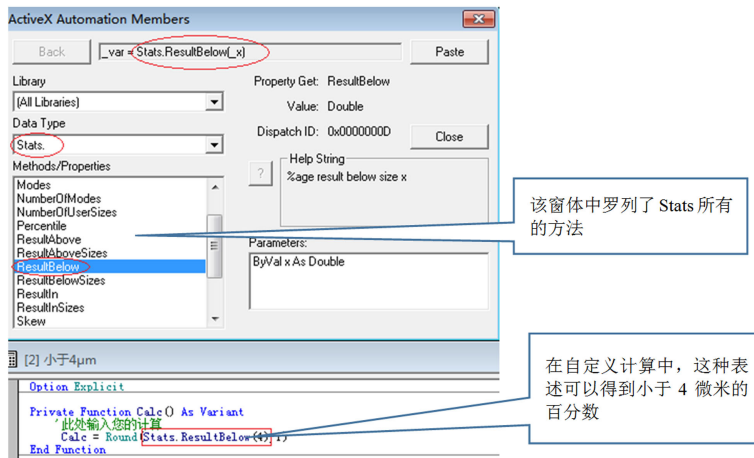 ActiveX Automation Members
Back
_var = Stats.ResultBelow(_x)
Paste
Library
(All Libraries)
Data Type
Stats.
Methods/Properties
Modes
NumberOfModes
NumberOfUserSizes
Percentile
ResultAbove
ResultAboveSizes
ResultBelow
ResultBelowSizes
ResultIn
ResultInSizes
Skew
Property Get: ResultBelow
Value: Double
Dispatch ID: 0x0000000D
Close
?
Help String
%age result below size x
Parameters:
ByVal x As Double
该窗体中罗列了 Stats 所有
的方法
[2] 小于4μm
Option Explicit
Private Function Calc() As Variant
'此处输入您的计算
Calc = Round(Stats.ResultBelow(4),1)
End Function
在自定义计算中，这种表
述可以得到小于 4 微米的
百分数